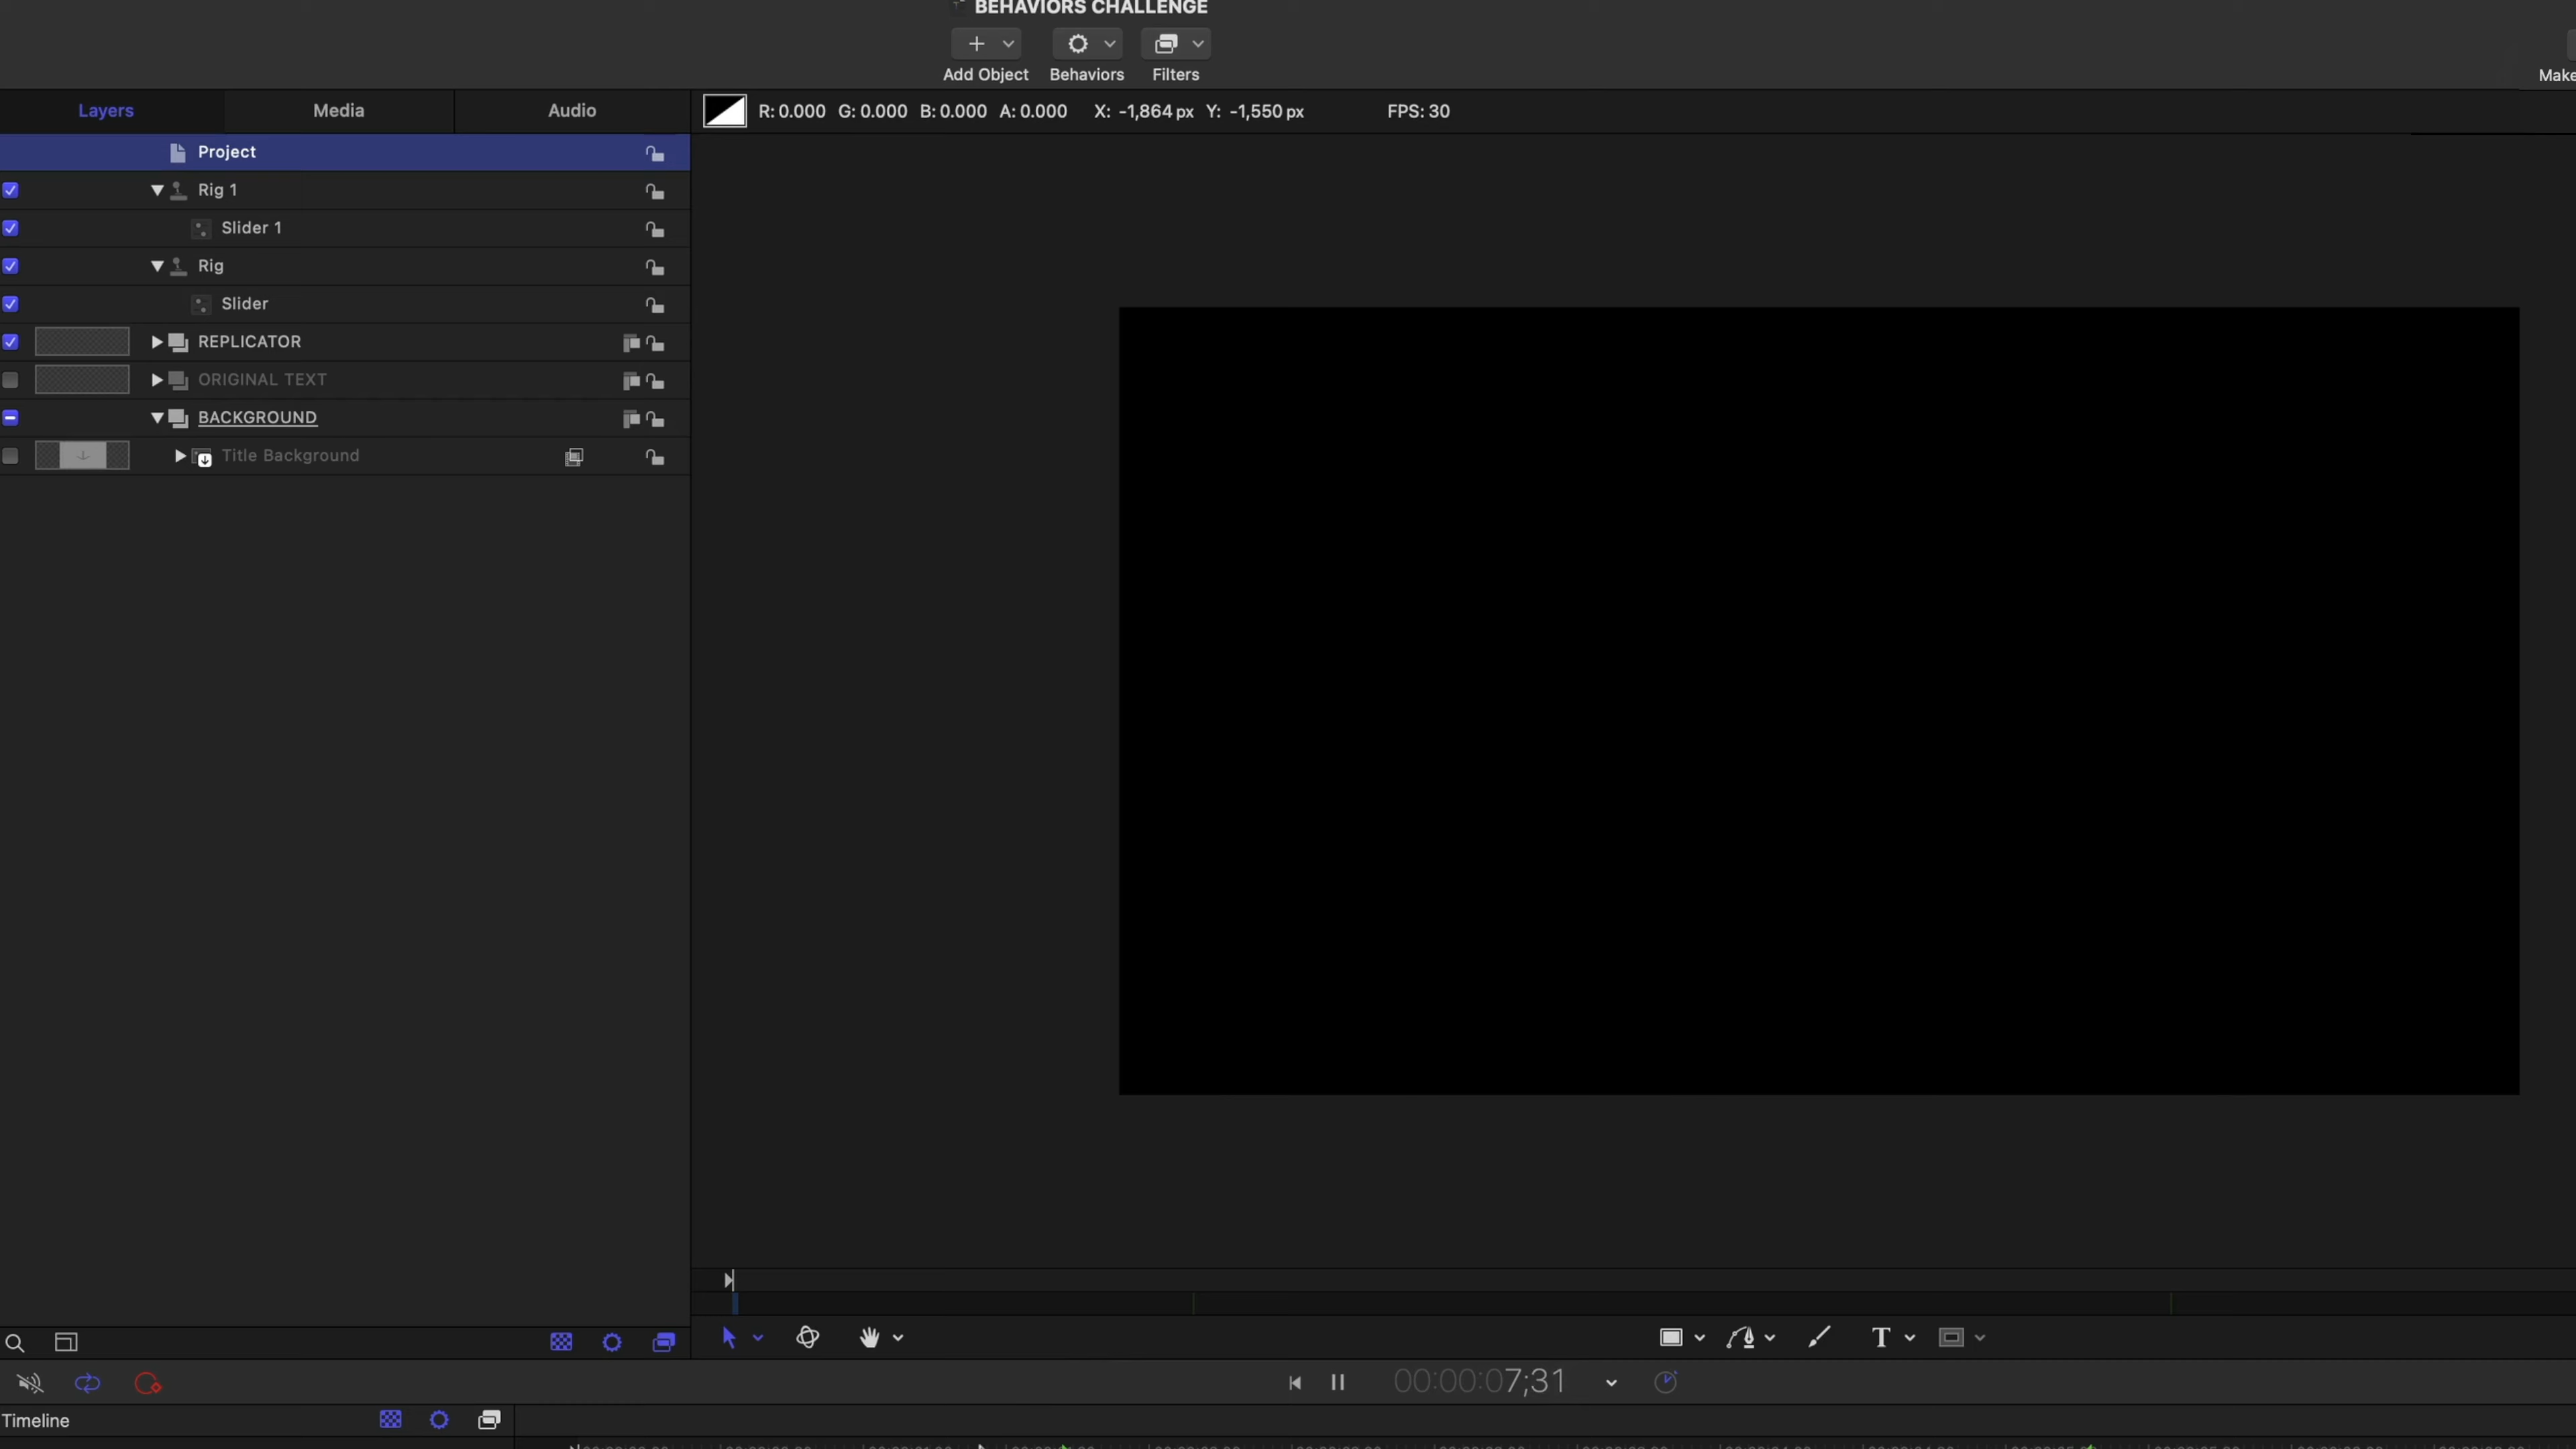 BEHAVIORS CHALLENGE
Add Object
Behaviors
Filters
Make
Layers
Media
Audio
R: 0.000 G: 0.000 B: 0.000 A: 0.000 X: -1,864 px Y: -1,550 px FPS: 30
Project
Rig 1
Slider 1
Rig
Slider
REPLICATOR
ORIGINAL TEXT
BACKGROUND
Title Background
T
00:00:07;31
Timeline